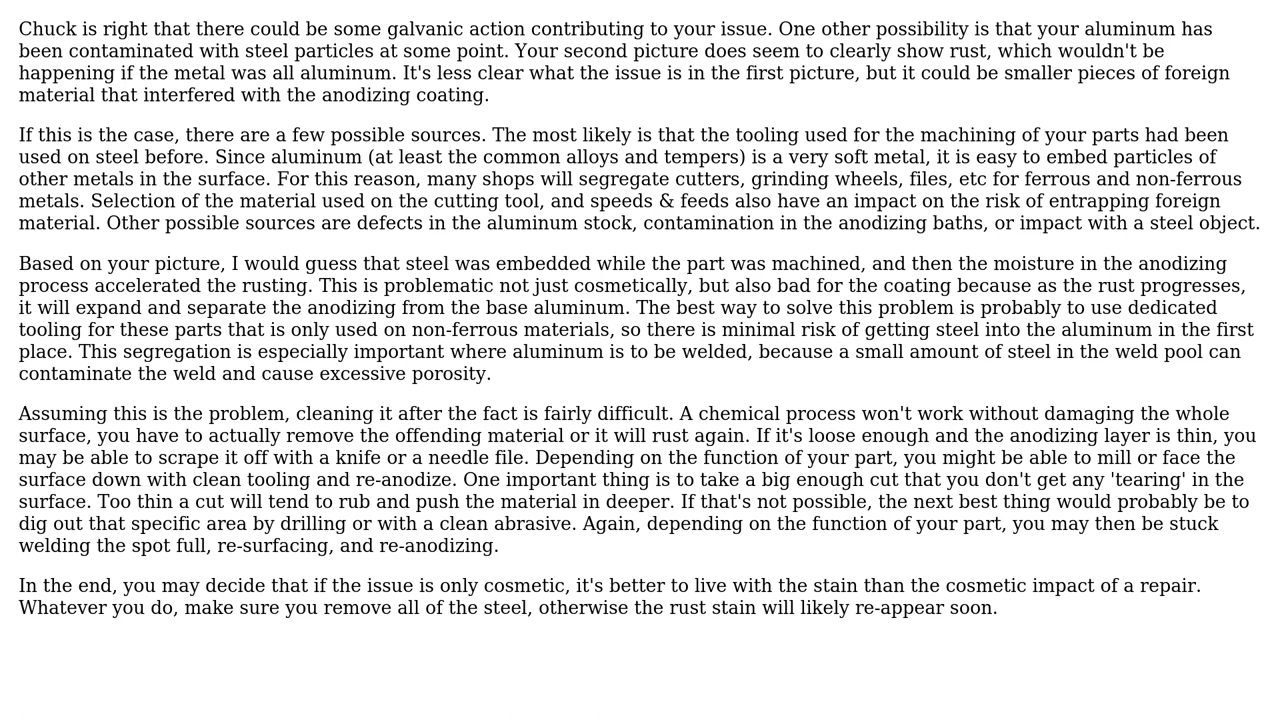 Chuck is right that there could be some galvanic action contributing to your issue. One other possibility is that your aluminum has
been contaminated with steel particles at some point. Your second picture does seem to clearly show rust, which wouldn't be
happening if the metal was all aluminum. It's less clear what the issue is in the first picture, but it could be smaller pieces of foreign
material that interfered with the anodizing coating.
If this is the case, there are a few possible sources. The most likely is that the tooling used for the machining of your parts had been
used on steel before. Since aluminum (at least the common alloys and tempers) is a very soft metal, it is easy to embed particles of
other metals in the surface. For this reason, many shops will segregate cutters, grinding wheels, files, etc for ferrous and non-ferrous
metals. Selection of the material used on the cutting tool, and speeds & feeds also have an impact on the risk of entrapping foreign
material. Other possible sources are defects in the aluminum stock, contamination in the anodizing baths, or impact with a steel object.
Based on your picture, I would guess that steel was embedded while the part was machined, and then the moisture in the anodizing
process accelerated the rusting. This is problematic not just cosmetically, but also bad for the coating because as the rust progresses,
it will expand and separate the anodizing from the base aluminum. The best way to solve this problem is probably to use dedicated
tooling for these parts that is only used on non-ferrous materials, so there is minimal risk of getting steel into the aluminum in the first
place. This segregation is especially important where aluminum is to be welded, because a small amount of steel in the weld pool can
contaminate the weld and cause excessive porosity.
Assuming this is the problem, cleaning it after the fact is fairly difficult. A chemical process won't work without damaging the whole
surface, you have to actually remove the offending material or it will rust again. If it's loose enough and the anodizing layer is thin, you
may be able to scrape it off with a knife or a needle file. Depending on the function of your part, you might be able to mill or face the
surface down with clean tooling and re-anodize. One important thing is to take a big enough cut that you don't get any 'tearing' in the
surface. Too thin a cut will tend to rub and push the material in deeper. If that's not possible, the next best thing would probably be to
dig out that specific area by drilling or with a clean abrasive. Again, depending on the function of your part, you may then be stuck
welding the spot full, re-surfacing, and re-anodizing.
In the end, you may decide that if the issue is only cosmetic, it's better to live with the stain than the cosmetic impact of a repair.
Whatever you do, make sure you remove all of the steel, otherwise the rust stain will likely re-appear soon.